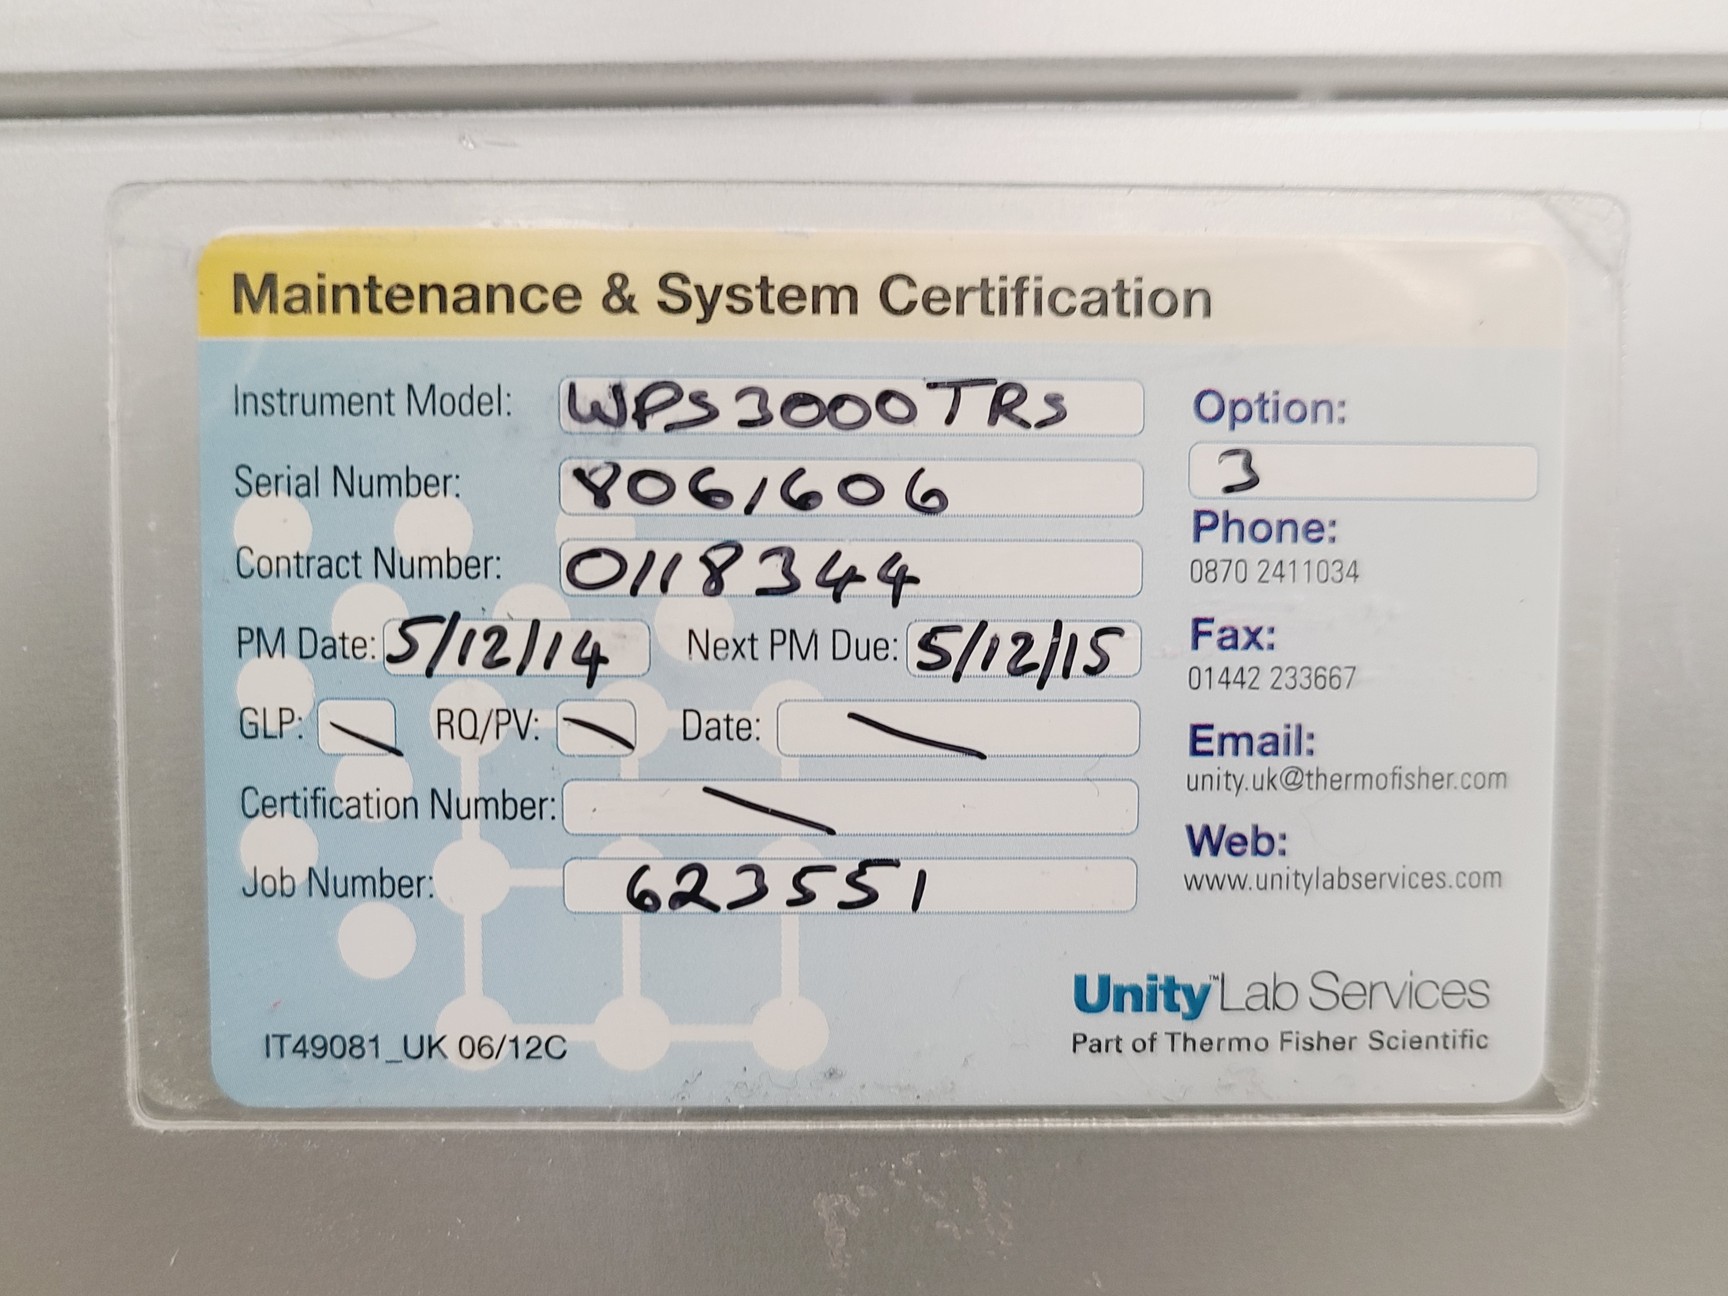 Maintenance & System Certification
Instrument Model: WPS3000TRS
Serial Number: 8061606
Contract Number: 0118344
PM Date: 5/12/14 Next PM Due: 5/12/15
GLP: \ RQ/PV: \ Date: \
Certification Number: \
Job Number: 623551
IT49081_UK 06/12C
Option:
3
Phone:
0870 2411034
Fax:
01442 233667
Email:
unity.uk@thermofisher.com
Web:
www.unitylabservices.com
Unity™ Lab Services
Part of Thermo Fisher Scientific